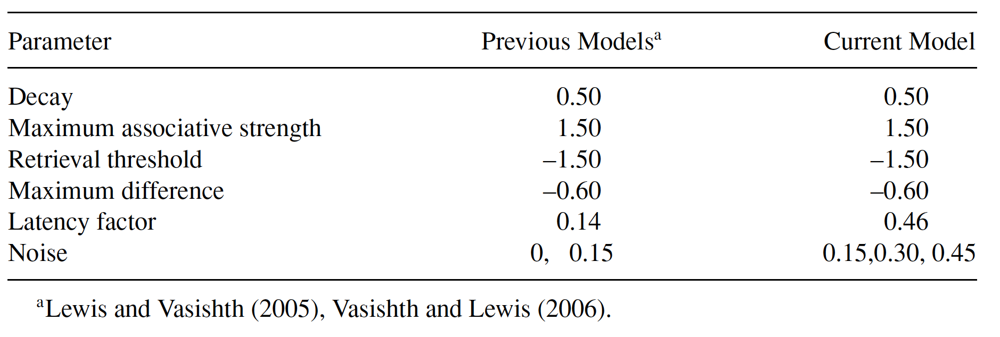 Parameter Previous Modelsᵃ Current Model
Decay 0.50 0.50
Maximum associative strength 1.50 1.50
Retrieval threshold –1.50 –1.50
Maximum difference –0.60 –0.60
Latency factor 0.14 0.46
Noise 0, 0.15 0.15,0.30, 0.45
ᵃLewis and Vasishth (2005), Vasishth and Lewis (2006).